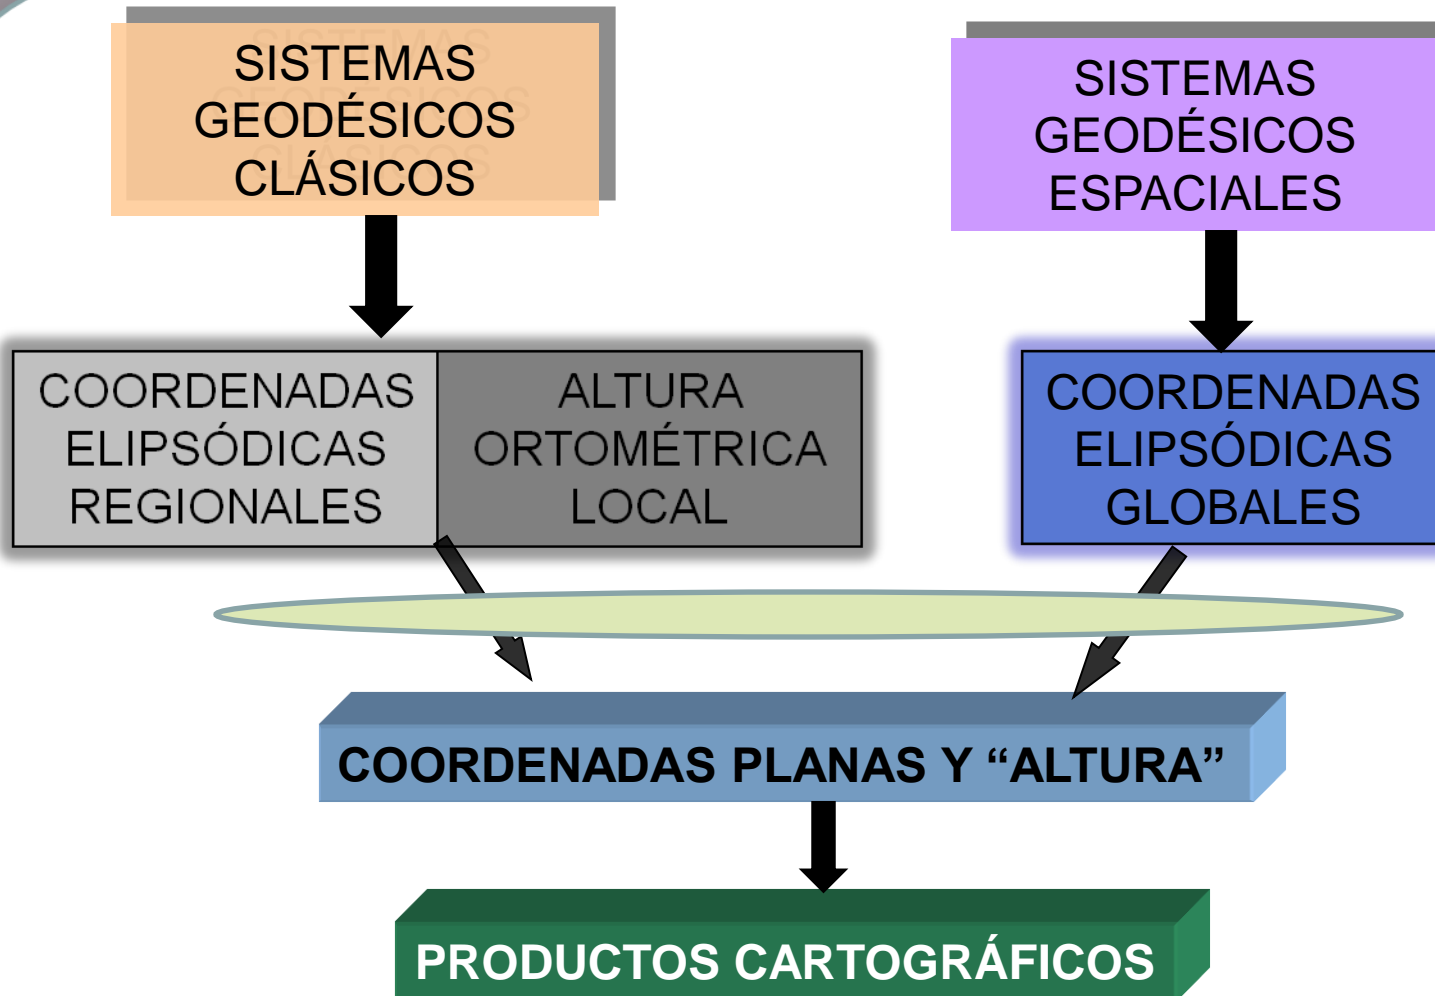 SISTEMAS
GEODÉSICOS
CLÁSICOS
SISTEMAS
GEODÉSICOS
ESPACIALES
COORDENADAS
ELIPSÓDICAS
REGIONALES
ALTURA
ORTOMÉTRICA
LOCAL
COORDENADAS
ELIPSÓDICAS
GLOBALES
COORDENADAS PLANAS Y “ALTURA”
PRODUCTOS CARTOGRÁFICOS